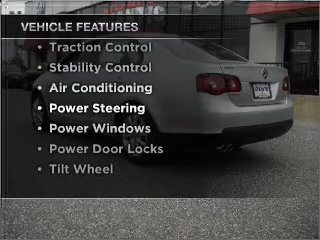 VEHICLE FEATURES
• Traction Control
• Stability Control
• Air Conditioning
• Power Steering
• Power Windows
• Power Door Locks
• Tilt Wheel